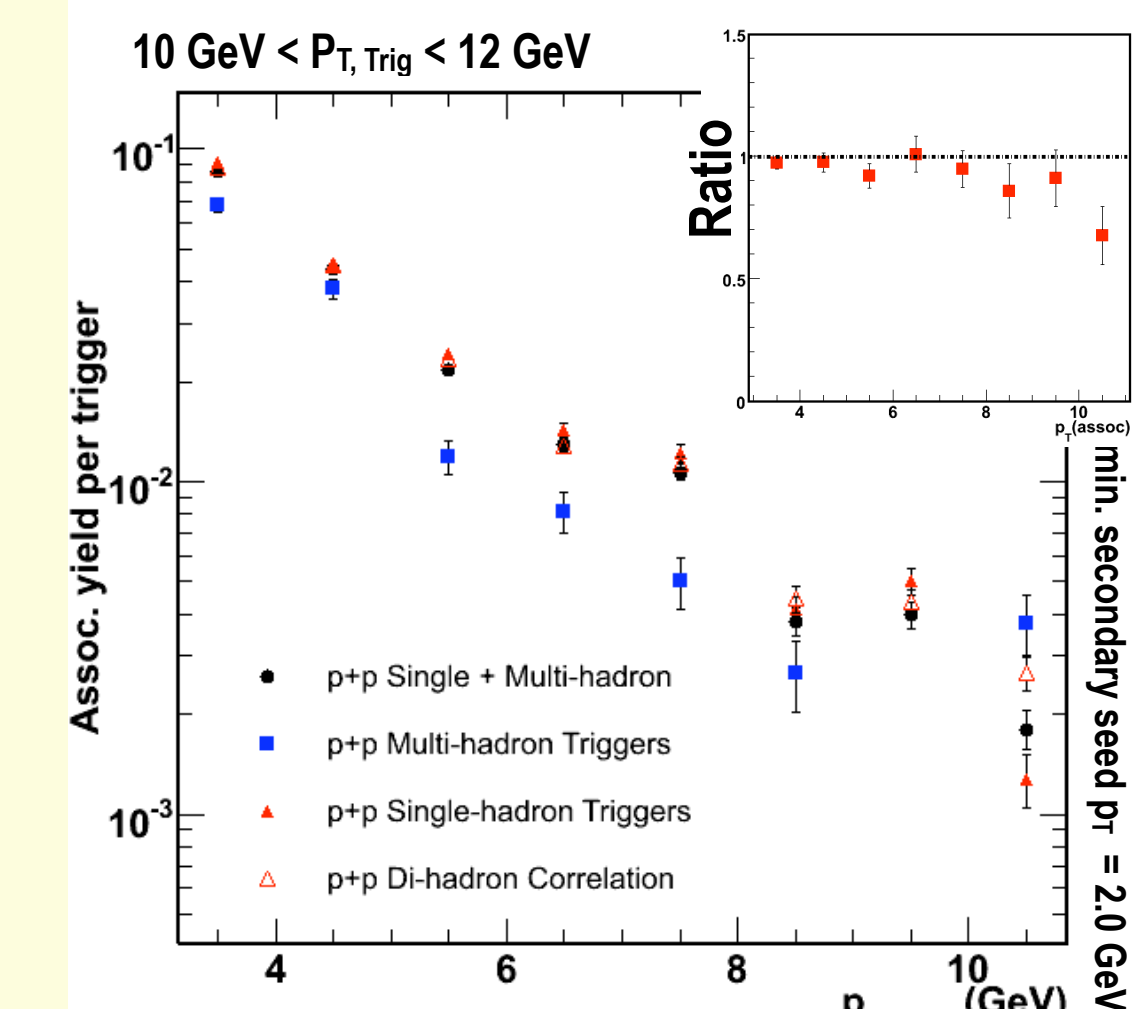 10 GeV < PT, Trig < 12 GeV
Assoc. yield per trigger
10-1
10-2
10-3
p+p Single + Multi-hadron
p+p Multi-hadron Triggers
p+p Single-hadron Triggers
p+p Di-hadron Correlation
4 6 8 10
p (GeV)
Ratio
1.5
1
0.5
0
4 6 8 10
pT(assoc)
min. secondary seed pT = 2.0 GeV